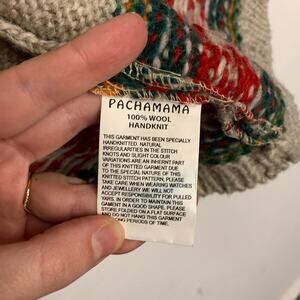 PACHAMAMA
100% WOOL
HANDKNIT
THIS GARMENT HAS BEEN SPECIALLY
HANDKNITTED. NATURAL
IRREGULARITIES IN THE STITCH
KNOTS AND SLIGHT COLOUR
VARIATIONS ARE AN INHERNT PART
OF THIS KNITTED GARMENT DUE
TO THE SPECIAL NATURE OF THIS
KNITTED STITCH PATTERN, PLEASE
TAKE CARE WHEN WEARING WATCHES
AND JEWELLERY WE WILL NOT
ACCEPT RESPONSIBILITY FOR PULLED
YARS. IN ORDER TO MAINTAIN THIS
GARMENT IN A GOOD SHAPE. PLEASE
STORE FOLDED ON A FLAT SURFACE
AND DO NOT HANG THIS GARMENT
LONG PERIODS OF TIME.